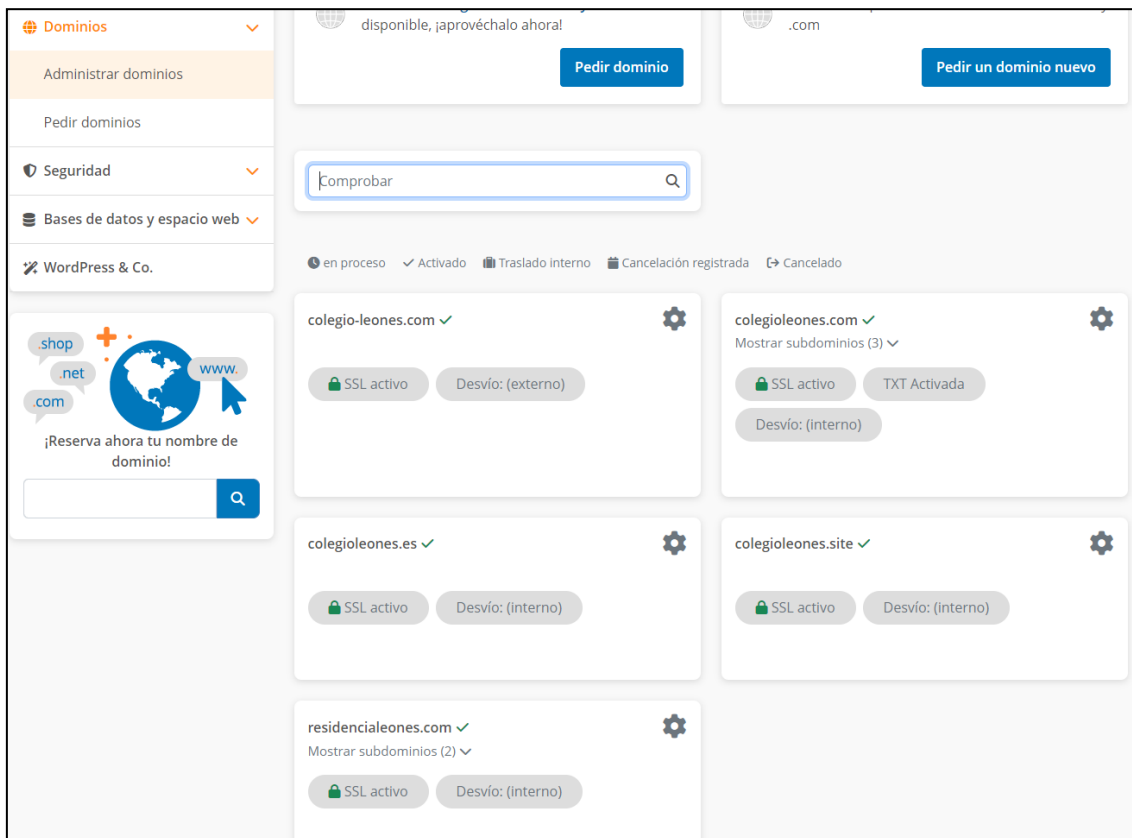 Dominios
Administrar dominios
Pedir dominios
Seguridad
Bases de datos y espacio web
WordPress & Co.
.shop
.net
.com
www.
¡Reserva ahora tu nombre de
dominio!
disponible, ¡aprovéchalo ahora!
Pedir dominio
.com
Pedir un dominio nuevo
Comprobar
en proceso Activado Traslado interno Cancelación registrada Cancelado
colegio-leones.com
SSL activo Desvío: (externo)
colegioleones.com
Mostrar subdominios (3)
SSL activo TXT Activada
Desvío: (interno)
colegioleones.es
SSL activo Desvío: (interno)
colegioleones.site
SSL activo Desvío: (interno)
residencialeones.com
Mostrar subdominios (2)
SSL activo Desvío: (interno)